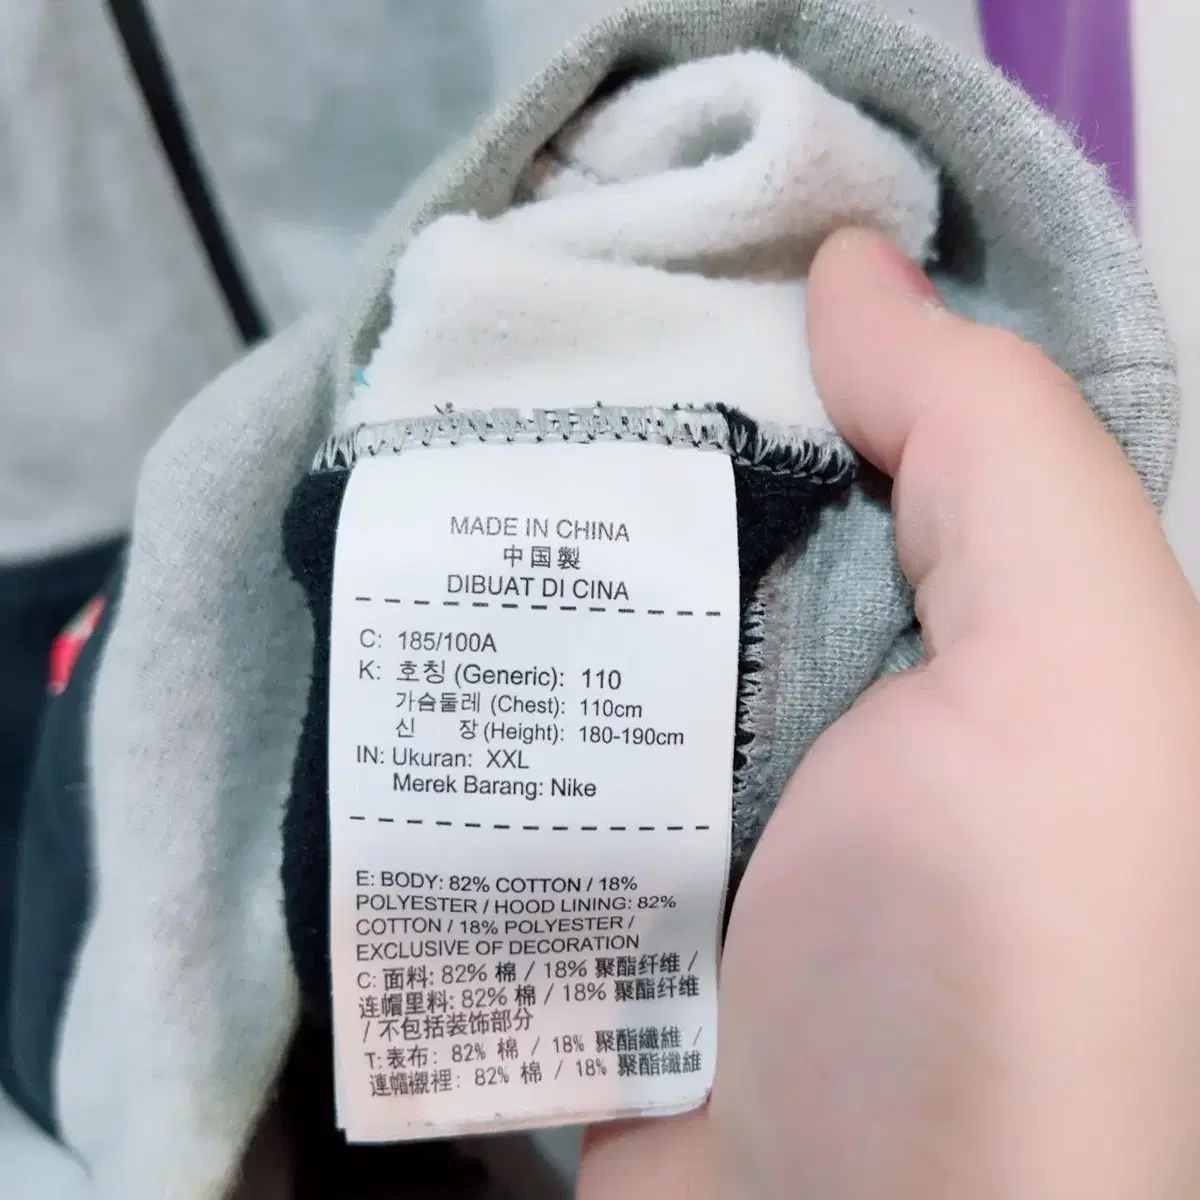 MADE IN CHINA
中国製
DIBUAT DI CINA
C: 185/100A
K: 호칭 (Generic): 110
가슴둘레 (Chest): 110cm
신 장 (Height): 180-190cm
IN: Ukuran: XXL
Merek Barang: Nike
E: BODY: 82% COTTON / 18%
POLYESTER / HOOD LINING: 82%
COTTON / 18% POLYESTER /
EXCLUSIVE OF DECORATION
C: 面料: 82% 棉 / 18% 聚酯纤维 /
连帽里料: 82% 棉 / 18% 聚酯纤维
/ 不包括装饰部分
T: 表布: 82% 棉 / 18% 聚酯纖維 /
連帽襯裡: 82% 棉 / 18% 聚酯纖維